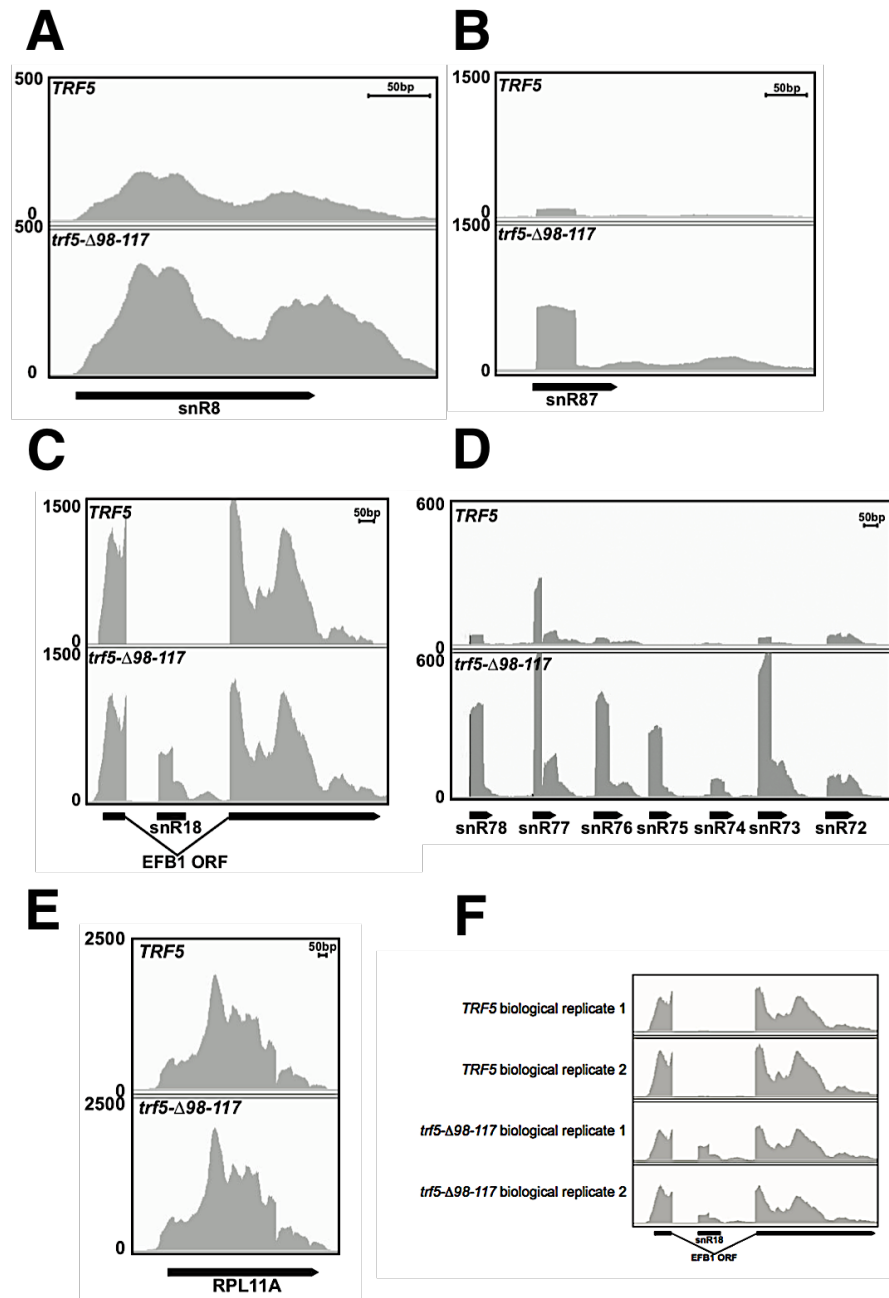 A
500
TRF5
50bp
0
500
trf5-Δ98-117
0
snR8
B
1500
TRF5
50bp
0
1500
trf5-Δ98-117
0
snR87
C
1500
TRF5
50bp
0
1500
trf5-Δ98-117
0
snR18
EFB1 ORF
D
600
TRF5
50bp
0
600
trf5-Δ98-117
0
snR78 snR77 snR76 snR75 snR74 snR73 snR72
E
2500
TRF5
50bp
0
2500
trf5-Δ98-117
0
RPL11A
F
TRF5 biological replicate 1
TRF5 biological replicate 2
trf5-Δ98-117 biological replicate 1
trf5-Δ98-117 biological replicate 2
snR18
EFB1 ORF